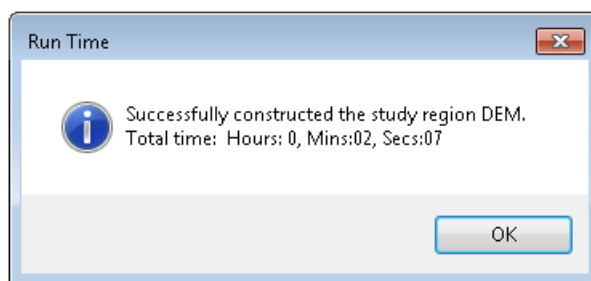 Run Time
Successfully constructed the study region DEM.
Total time:  Hours: 0, Mins:02, Secs:07
OK